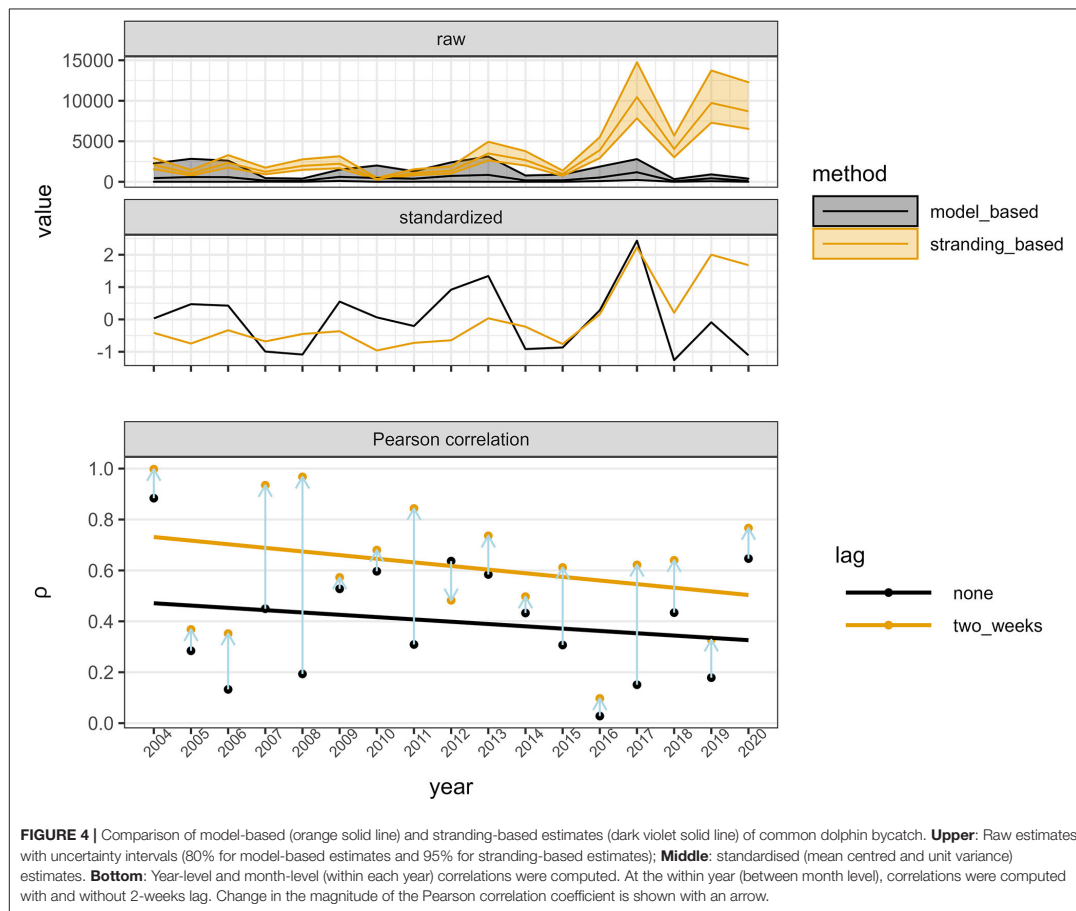 raw
15000
10000
5000
0
value
standardized
2
1
0
-1
method
model_based
stranding_based
Pearson correlation
1.0
0.8
0.6
0.4
0.2
0.0
ρ
2004 2005 2006 2007 2008 2009 2010 2011 2012 2013 2014 2015 2016 2017 2018 2019 2020
year
lag
none
two_weeks
FIGURE 4 | Comparison of model-based (orange solid line) and stranding-based estimates (dark violet solid line) of common dolphin bycatch. Upper: Raw estimates
with uncertainty intervals (80% for model-based estimates and 95% for stranding-based estimates); Middle: standardised (mean centred and unit variance)
estimates. Bottom: Year-level and month-level (within each year) correlations were computed. At the within year (between month level), correlations were computed
with and without 2-weeks lag. Change in the magnitude of the Pearson correlation coefficient is shown with an arrow.